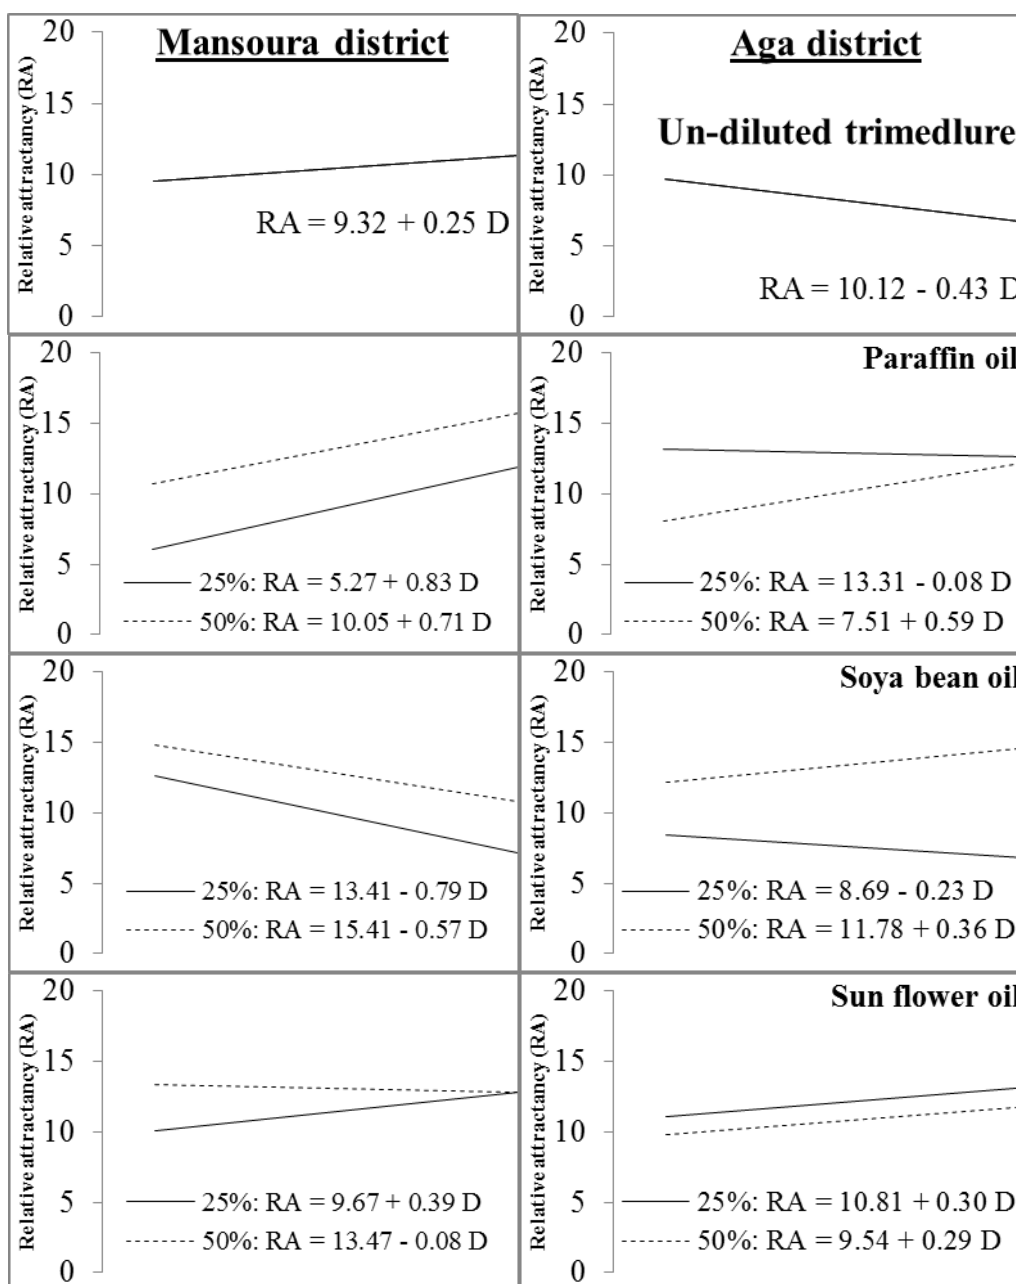 Mansoura district
Relative attractancy (RA)
20
15
10
5
0
RA = 9.32 + 0.25 D
Aga district
Un-diluted trimedlure
Relative attractancy (RA)
20
15
10
5
0
RA = 10.12 - 0.43 D
Relative attractancy (RA)
20
15
10
5
0
25%: RA = 5.27 + 0.83 D
50%: RA = 10.05 + 0.71 D
Paraffin oil
Relative attractancy (RA)
20
15
10
5
0
25%: RA = 13.31 - 0.08 D
50%: RA = 7.51 + 0.59 D
Relative attractancy (RA)
20
15
10
5
0
25%: RA = 13.41 - 0.79 D
50%: RA = 15.41 - 0.57 D
Soya bean oil
Relative attractancy (RA)
20
15
10
5
0
25%: RA = 8.69 - 0.23 D
50%: RA = 11.78 + 0.36 D
Relative attractancy (RA)
20
15
10
5
0
25%: RA = 9.67 + 0.39 D
50%: RA = 13.47 - 0.08 D
Sun flower oil
Relative attractancy (RA)
20
15
10
5
0
25%: RA = 10.81 + 0.30 D
50%: RA = 9.54 + 0.29 D